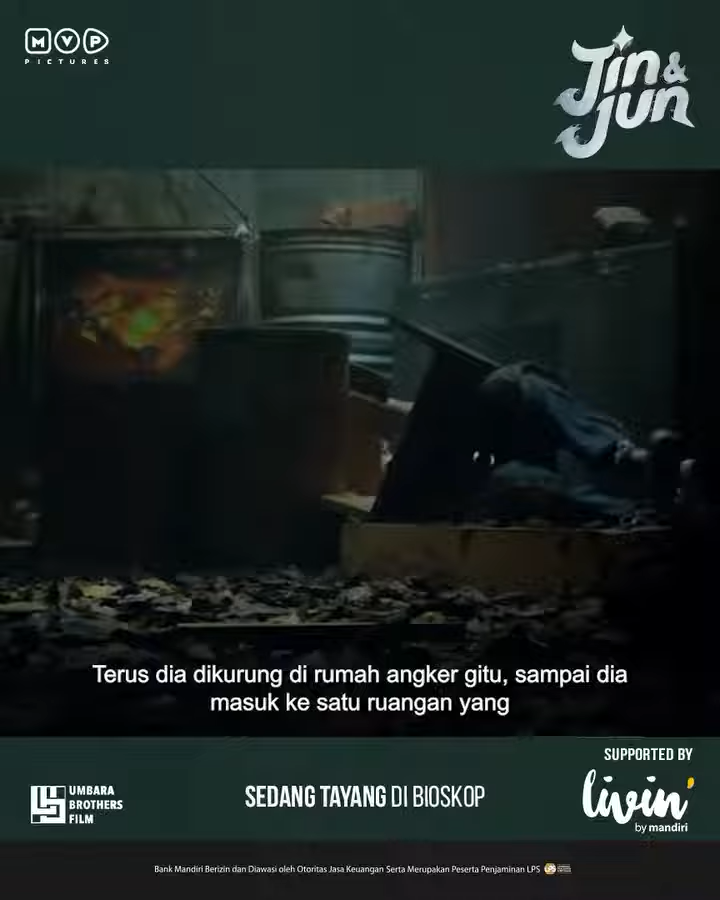 MVP
PICTURES
Jin &
Jun
Terus dia dikurung di rumah angker gitu, sampai dia
masuk ke satu ruangan yang
SUPPORTED BY
UMBARA
BROTHERS
FILM
SEDANG TAYANG DI BIOSKOP
livin'
by mandiri
Bank Mandiri Berizin dan Diawasi oleh Otoritas Jasa Keuangan Serta Merupakan Peserta Penjaminan LPS